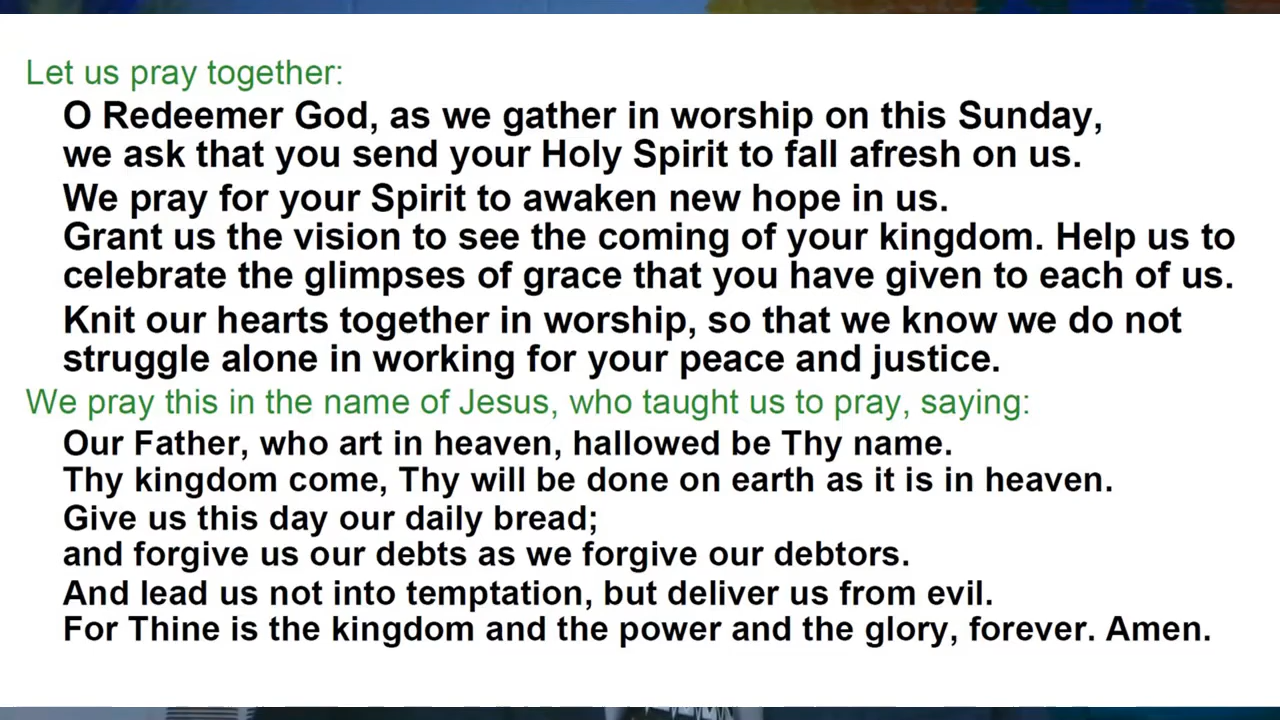 Let us pray together:
O Redeemer God, as we gather in worship on this Sunday,
we ask that you send your Holy Spirit to fall afresh on us.
We pray for your Spirit to awaken new hope in us.
Grant us the vision to see the coming of your kingdom. Help us to
celebrate the glimpses of grace that you have given to each of us.
Knit our hearts together in worship, so that we know we do not
struggle alone in working for your peace and justice.
We pray this in the name of Jesus, who taught us to pray, saying:
Our Father, who art in heaven, hallowed be Thy name.
Thy kingdom come, Thy will be done on earth as it is in heaven.
Give us this day our daily bread;
and forgive us our debts as we forgive our debtors.
And lead us not into temptation, but deliver us from evil.
For Thine is the kingdom and the power and the glory, forever. Amen.